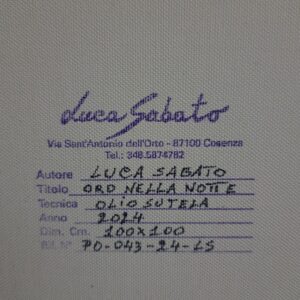 Luca Sabato
Via Sant'Antonio dell'Orto - 87100 Cosenza
Tel.: 348.5874782
Autore LUCA SABATO
Titolo ORO NELLA NOTTE
Tecnica OLIO SU TELA
Anno 2024
Dim. Cm. 100x100
Rif. N° PO-043-24-LS